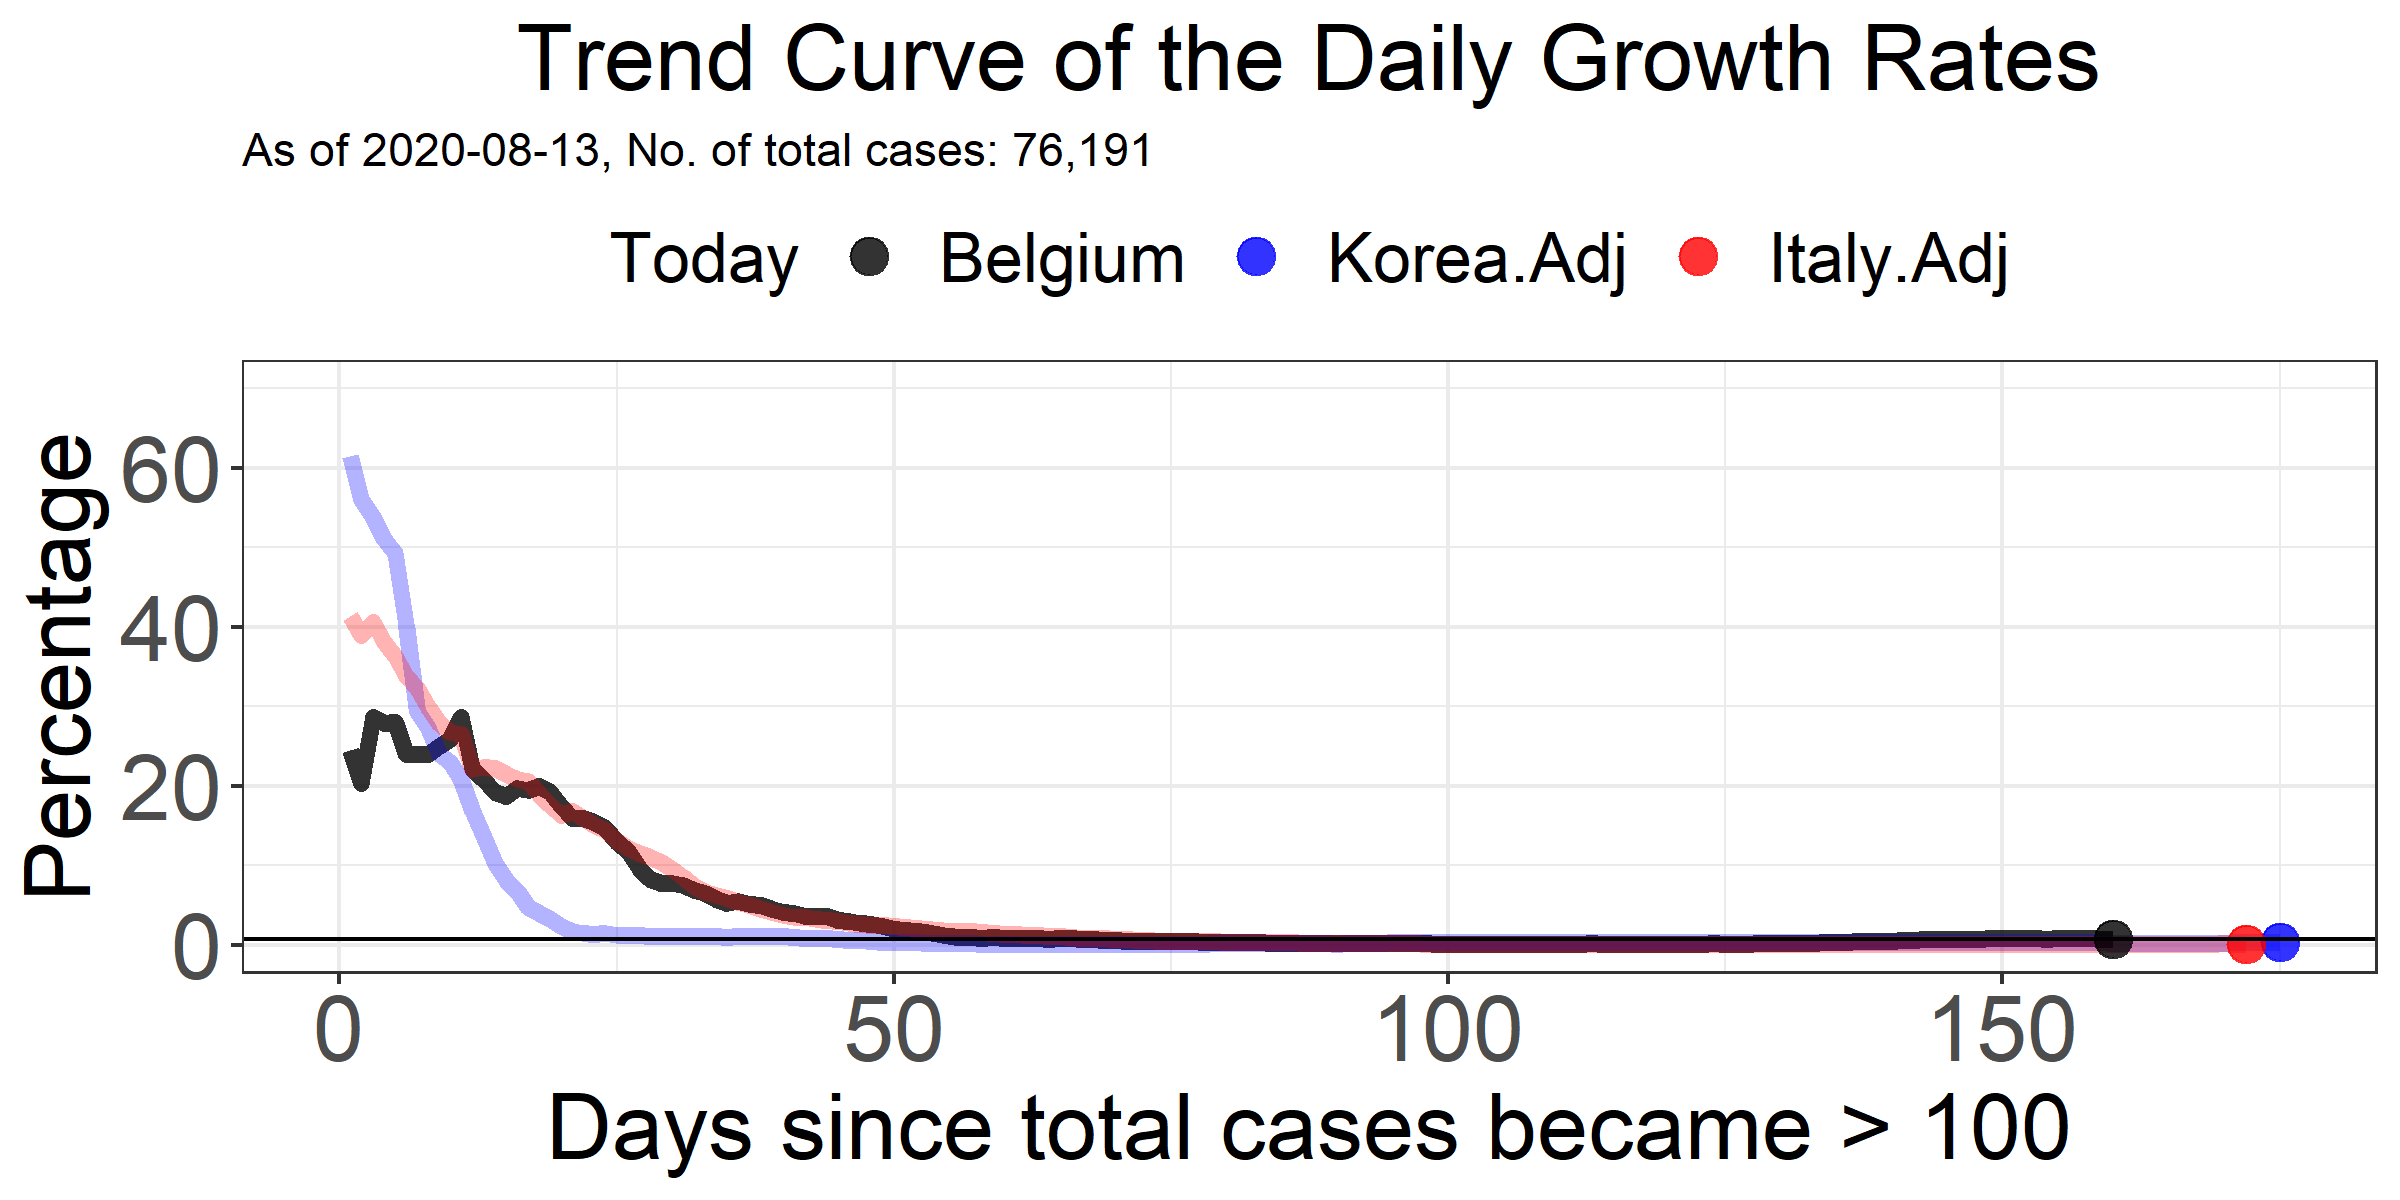 Trend Curve of the Daily Growth Rates
As of 2020-08-13, No. of total cases: 76,191
Today Belgium Korea.Adj Italy.Adj
Percentage
60
40
20
0
0 50 100 150
Days since total cases became > 100